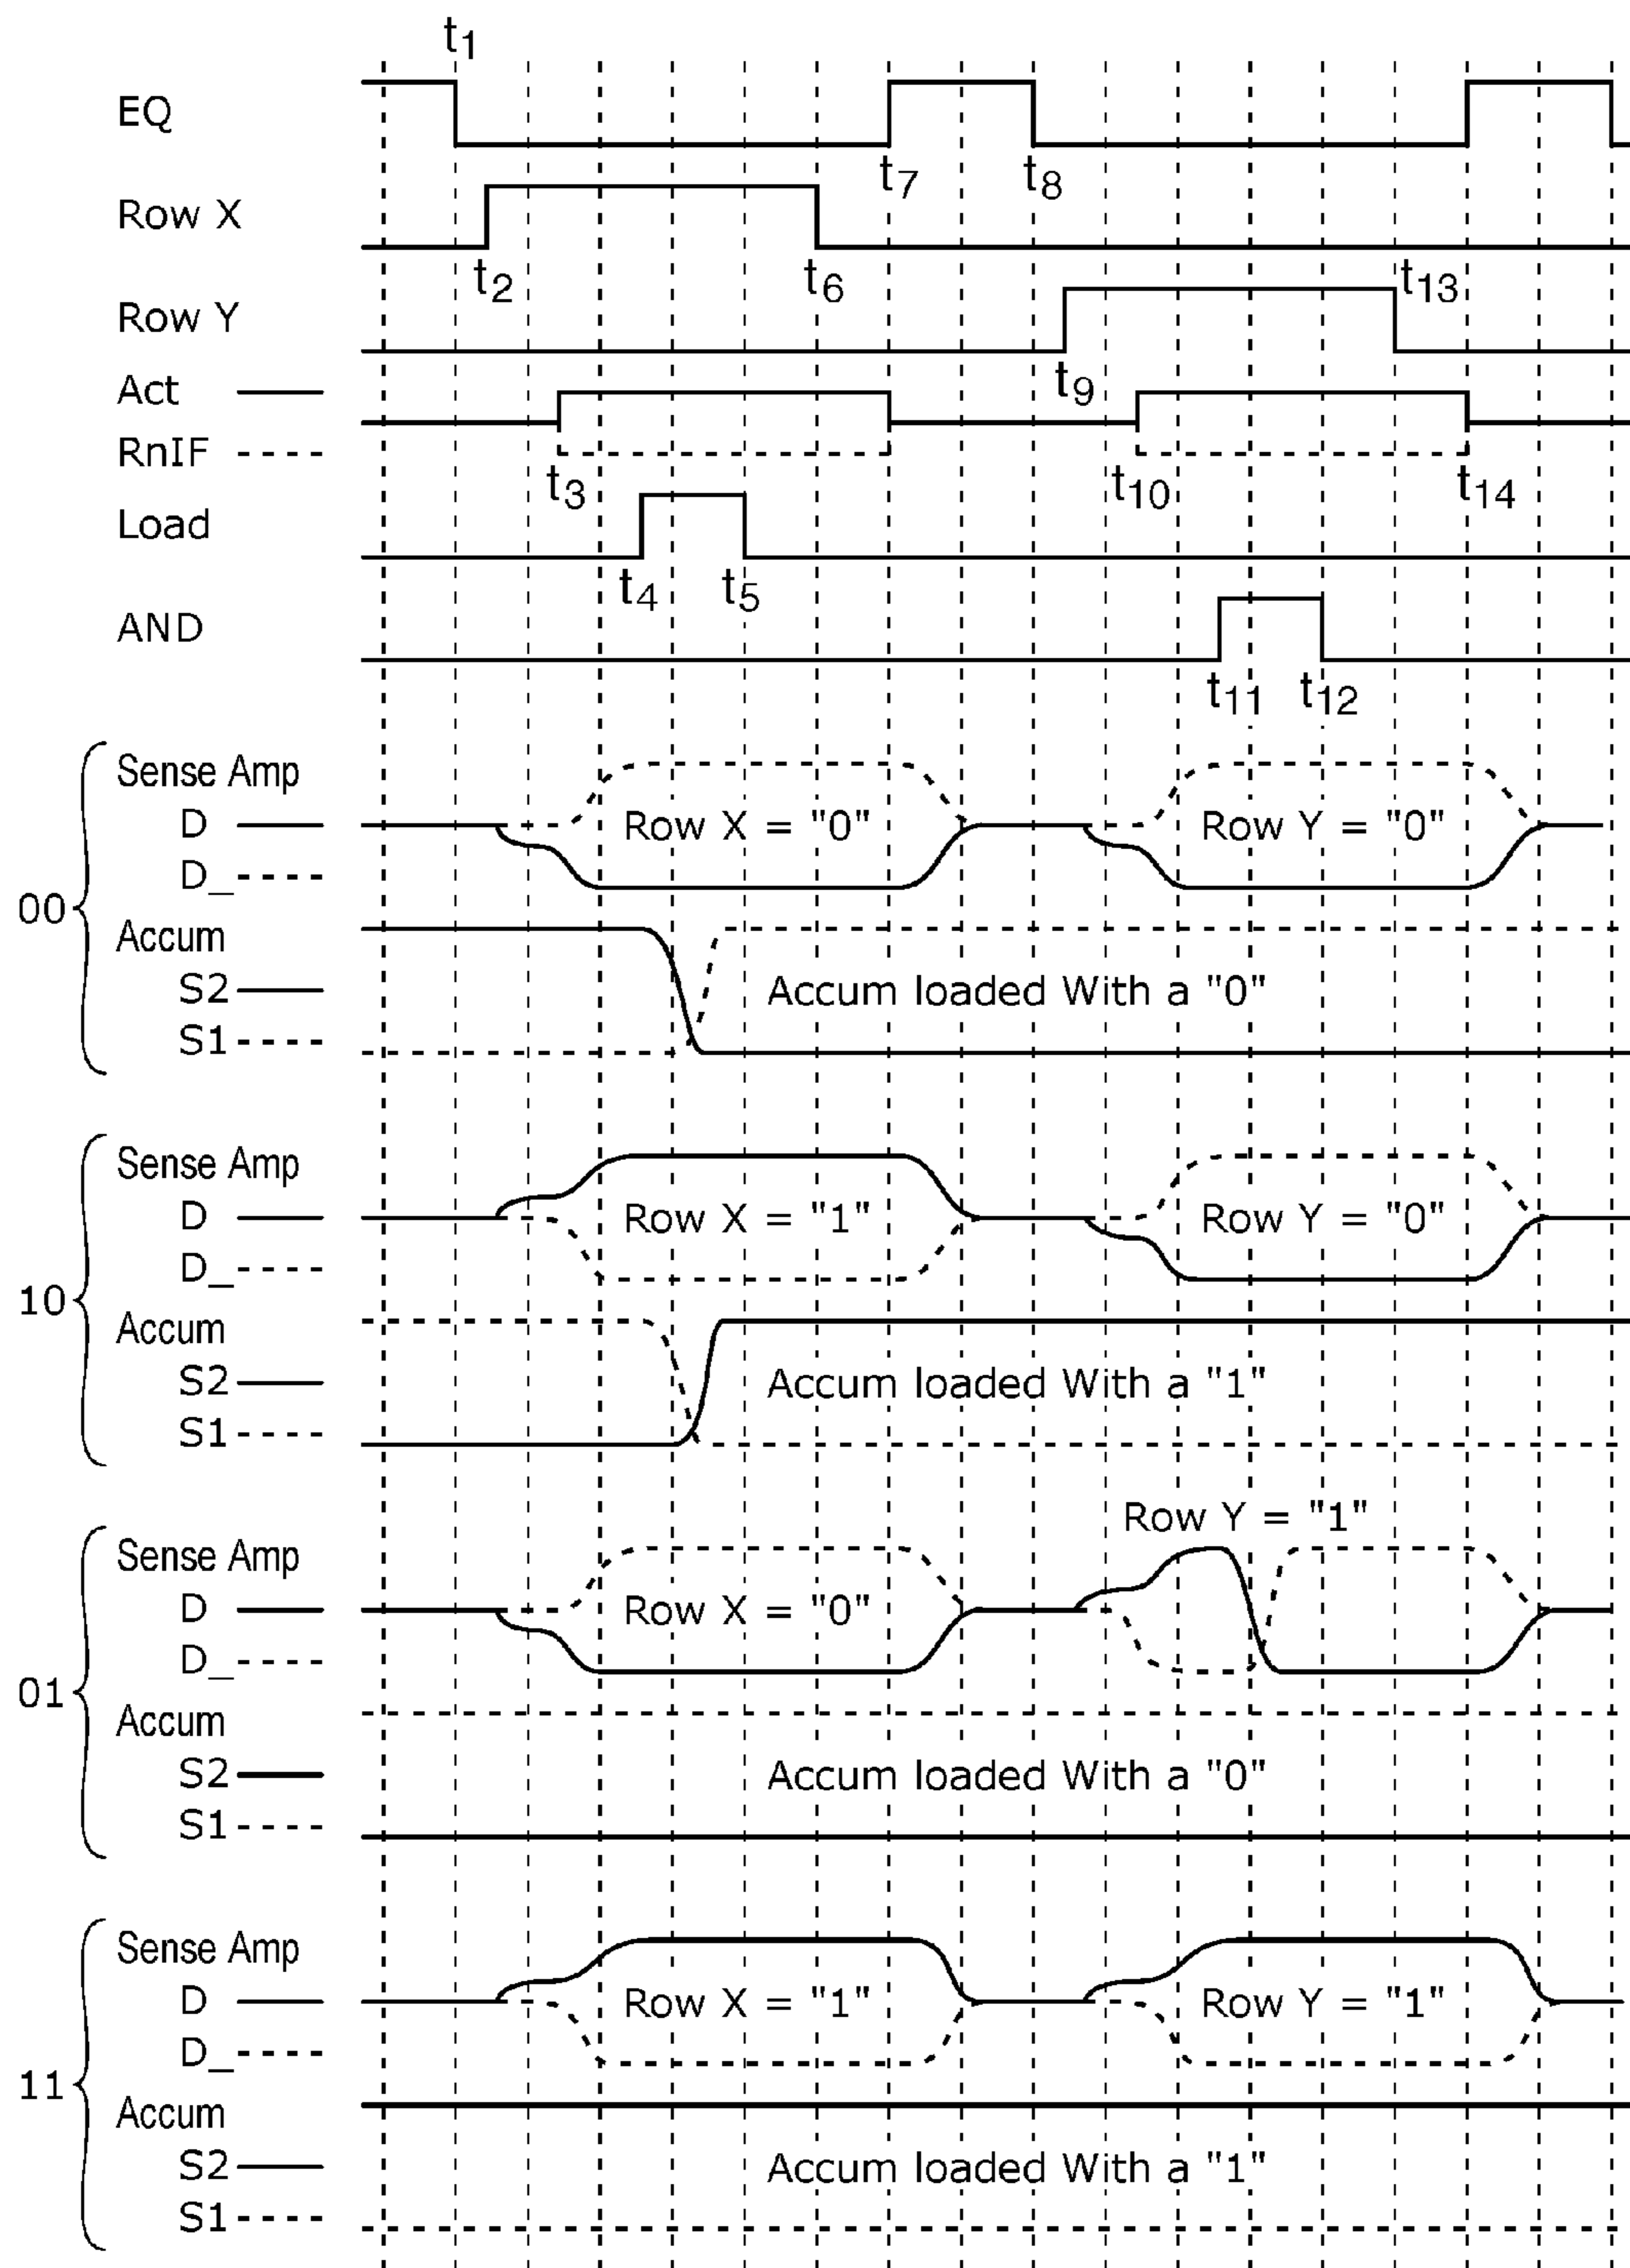 t1
EQ
t7 t8
Row X
t2 t6 t13
Row Y
Act
t9
RnIF
t3 t10 t14
Load
t4 t5
AND
t11 t12
00
Sense Amp
D
D_
Row X = "0" Row Y = "0"
Accum
S2
S1
Accum loaded With a "0"
10
Sense Amp
D
D_
Row X = "1" Row Y = "0"
Accum
S2
S1
Accum loaded With a "1"
01
Row Y = "1"
Sense Amp
D
D_
Row X = "0"
Accum
S2
S1
Accum loaded With a "0"
11
Sense Amp
D
D_
Row X = "1" Row Y = "1"
Accum
S2
S1
Accum loaded With a "1"